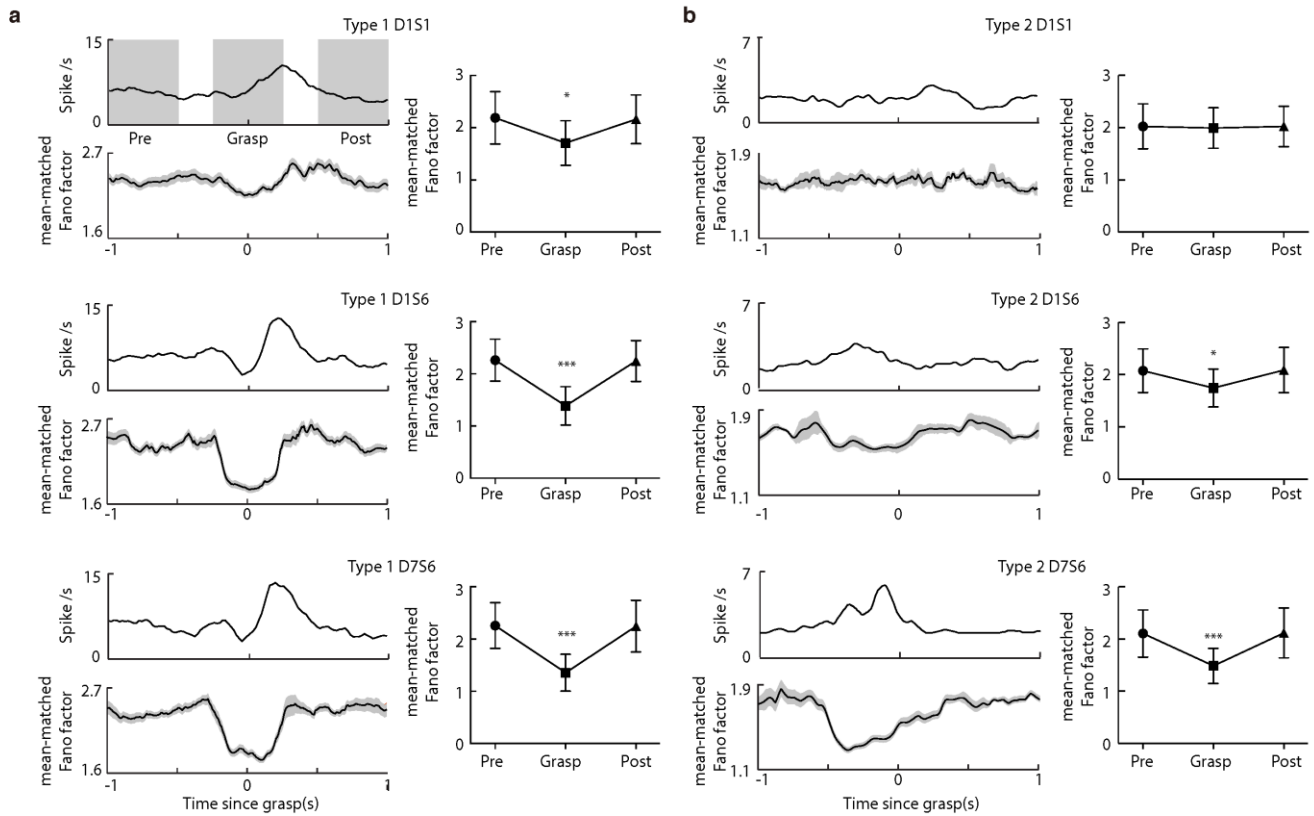 a
Type 1 D1S1
15
Spike /s
0
Pre Grasp Post
2.7
mean-matched
Fano factor
1.6
-1 0 1
3
2
1
0
mean-matched
Fano factor
*
Pre Grasp Post
Type 1 D1S6
15
Spike /s
0
2.7
mean-matched
Fano factor
1.6
-1 0 1
3
2
1
0
mean-matched
Fano factor
***
Pre Grasp Post
Type 1 D7S6
15
Spike /s
0
2.7
mean-matched
Fano factor
1.6
-1 0 1
Time since grasp(s)
3
2
1
0
mean-matched
Fano factor
***
Pre Grasp Post
b
Type 2 D1S1
7
Spike /s
0
1.9
mean-matched
Fano factor
1.1
-1 0 1
3
2
1
0
mean-matched
Fano factor
Pre Grasp Post
Type 2 D1S6
7
Spike /s
0
1.9
mean-matched
Fano factor
1.1
-1 0 1
3
2
1
0
mean-matched
Fano factor
*
Pre Grasp Post
Type 2 D7S6
7
Spike /s
0
1.9
mean-matched
Fano factor
1.1
-1 0 1
Time since grasp(s)
3
2
1
0
mean-matched
Fano factor
***
Pre Grasp Post